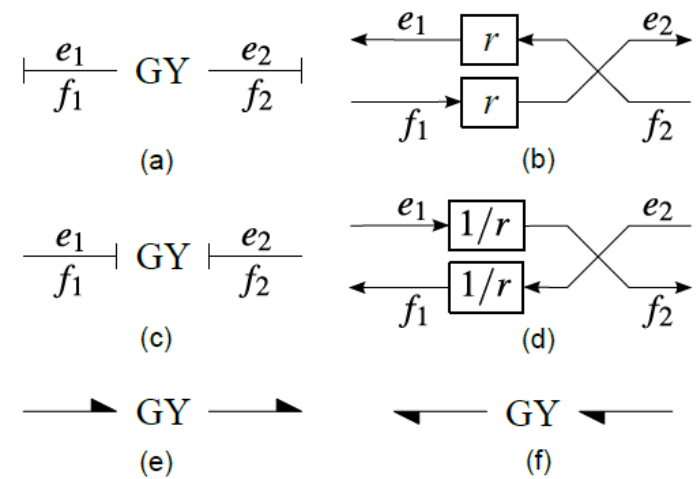 e₁ GY e₂
f₁ f₂
(a)
e₁ r e₂
f₁ r f₂
(b)
e₁ GY e₂
f₁ f₂
(c)
e₁ 1/r e₂
f₁ 1/r f₂
(d)
GY
(e)
GY
(f)